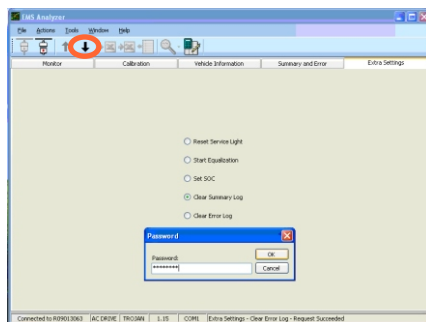 EMS Analyzer
File Actions Tools Window Help
Monitor Calibration Vehicle Information Summary and Error Extra Settings
Reset Service Light
Start Equalization
Set SOC
Clear Summary Log
Clear Error Log
Password
Password:
********
OK
Cancel
Connected to R09013063 AC DRIVE TROJAN 1.15 COM1 Extra Settings - Clear Error Log - Request Succeeded